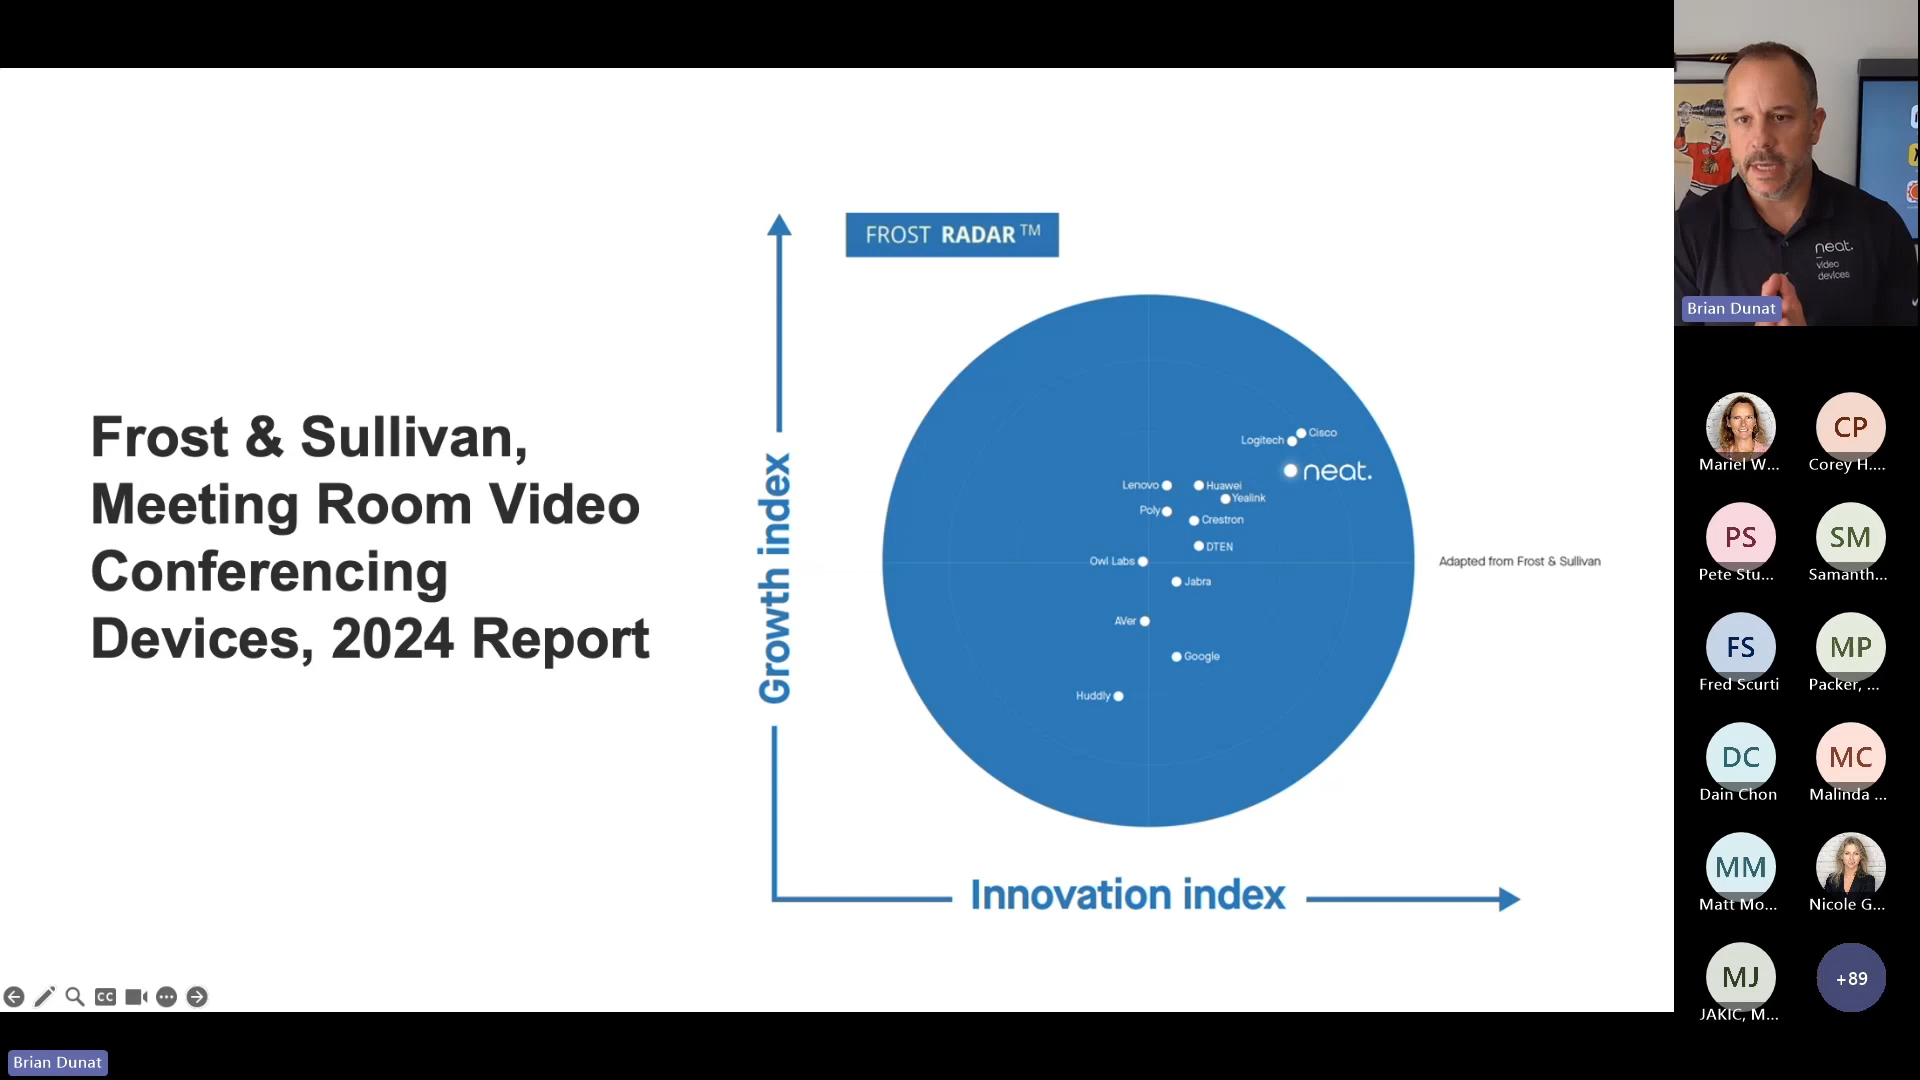 Frost & Sullivan,
Meeting Room Video
Conferencing
Devices, 2024 Report
FROST RADAR™
Growth index
Innovation index
Cisco
Logitech
neat.
Lenovo
Huawei
Yealink
Poly
Crestron
DTEN
Owl Labs
Jabra
AVer
Google
Huddly
Adapted from Frost & Sullivan
CC
Brian Dunat
neat.
video
devices
Brian Dunat
Mariel W...
CP
Corey H....
PS
Pete Stu...
SM
Samanth...
FS
Fred Scurti
MP
Packer, ...
DC
Dain Chon
MC
Malinda ...
MM
Matt Mo...
Nicole G...
MJ
JAKIC, M...
+89